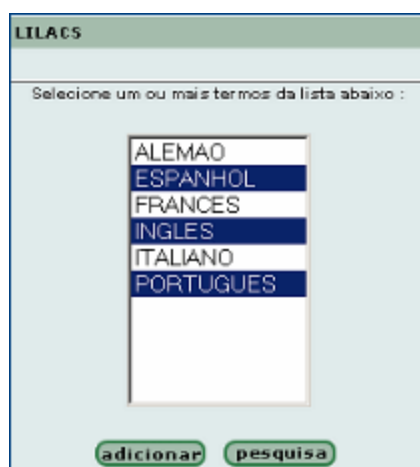 LILACS
Selecione um ou mais termos da lista abaixo :
ALEMAO
ESPANHOL
FRANCES
INGLES
ITALIANO
PORTUGUES
adicionar pesquisa